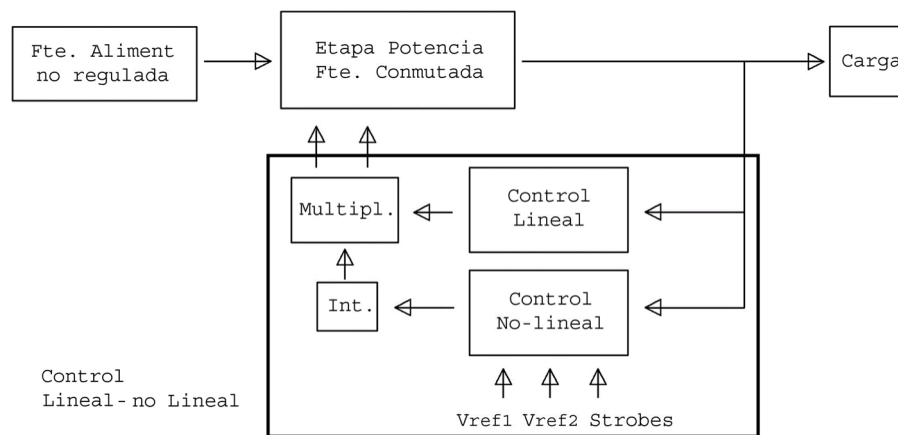 Fte. Aliment
no regulada
Etapa Potencia
Fte. Conmutada
Carga
Multipl.
Control
Lineal
Int.
Control
No-lineal
Control
Lineal-no Lineal
Vref1 Vref2 Strobes